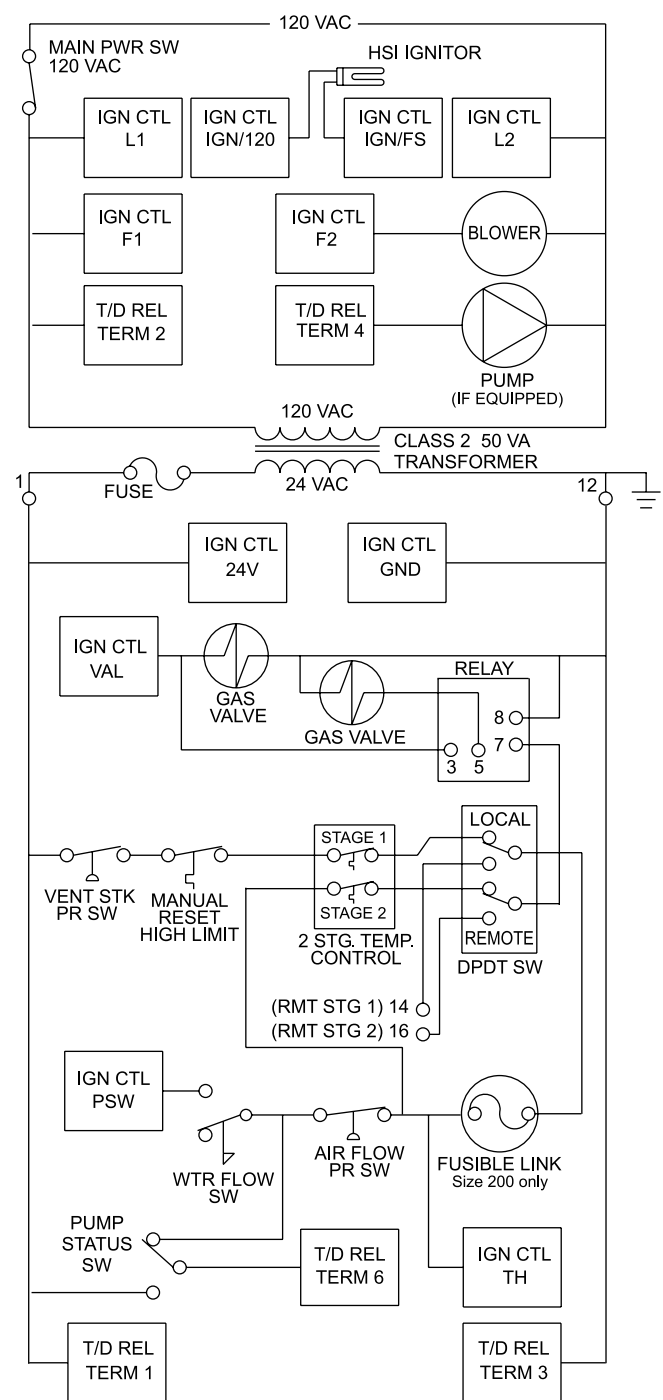 120 VAC
MAIN PWR SW
120 VAC
HSI IGNITOR
IGN CTL
L1
IGN CTL
IGN/120
IGN CTL
IGN/FS
IGN CTL
L2
IGN CTL
F1
IGN CTL
F2
BLOWER
T/D REL
TERM 2
T/D REL
TERM 4
PUMP
(IF EQUIPPED)
120 VAC
CLASS 2 50 VA
TRANSFORMER
1
FUSE
24 VAC
12
IGN CTL
24V
IGN CTL
GND
IGN CTL
VAL
GAS
VALVE
GAS VALVE
RELAY
8
7
3 5
STAGE 1
STAGE 2
2 STG. TEMP.
CONTROL
LOCAL
REMOTE
DPDT SW
VENT STK
PR SW
MANUAL
RESET
HIGH LIMIT
(RMT STG 1) 14
(RMT STG 2) 16
IGN CTL
PSW
WTR FLOW
SW
AIR FLOW
PR SW
FUSIBLE LINK
Size 200 only
PUMP
STATUS
SW
T/D REL
TERM 6
IGN CTL
TH
T/D REL
TERM 1
T/D REL
TERM 3